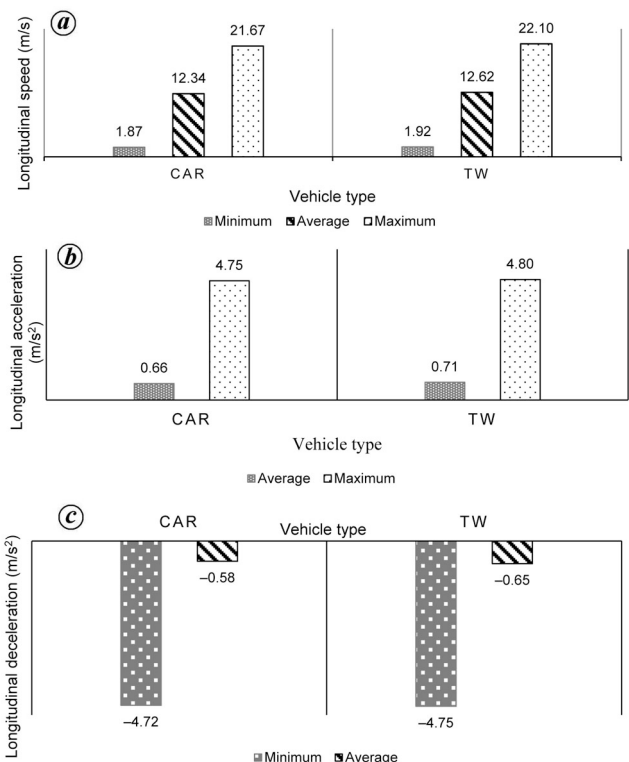 a
Longitudinal speed (m/s)
21.67
22.10
12.34
12.62
1.87
1.92
CAR
TW
Vehicle type
Minimum Average Maximum
b
Longitudinal acceleration
(m/s²)
4.75
4.80
0.66
0.71
CAR
TW
Vehicle type
Average Maximum
c
Longitudinal deceleration (m/s²)
CAR
Vehicle type
TW
–0.58
–0.65
–4.72
–4.75
Minimum Average